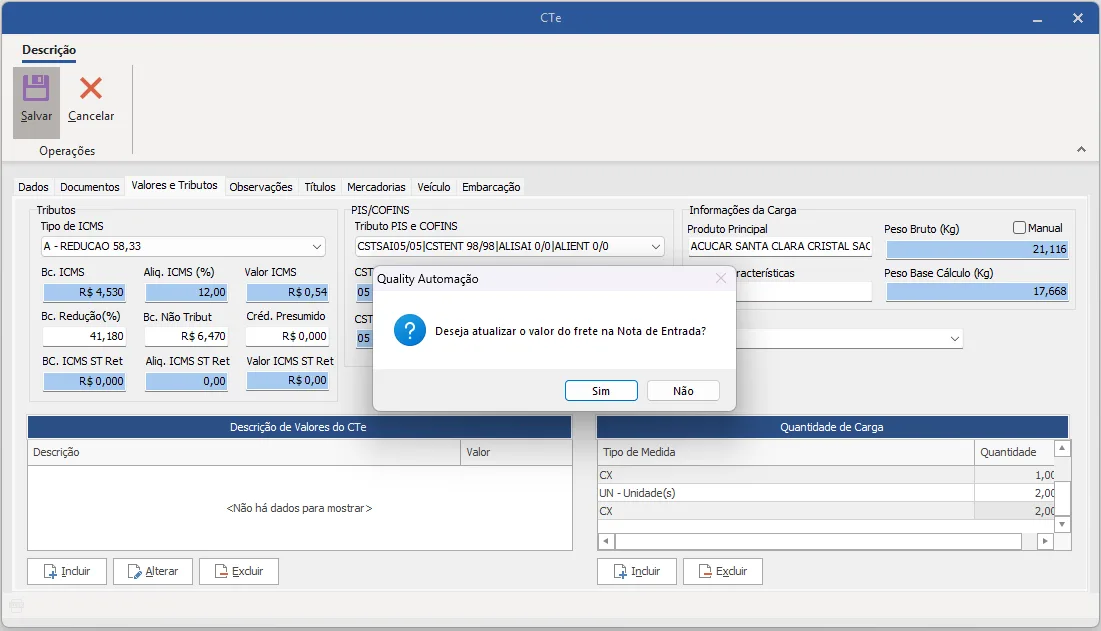 CTe
Descrição
Salvar
Cancelar
Operações
Dados Documentos Valores e Tributos Observações Títulos Mercadorias Veículo Embarcação
Tributos
Tipo de ICMS
A - REDUCAO 58,33
Bc. ICMS Aliq. ICMS (%) Valor ICMS
R$ 4,530 12,00 R$ 0,54
Bc. Redução(%) Bc. Não Tribut Créd. Presumido
41,180 R$ 6,470 R$ 0,000
BC. ICMS ST Ret Aliq. ICMS ST Ret Valor ICMS ST Ret
R$ 0,000 0,00 R$ 0,00
PIS/COFINS
Tributo PIS e COFINS
CSTSAI05/05|CSTENT 98/98|ALISAI 0/0|ALIENT 0/0
CST
05
CST
05
Informações da Carga
Produto Principal
ACUCAR SANTA CLARA CRISTAL SAC
racterísticas
Peso Bruto (Kg) Manual
21,116
Peso Base Cálculo (Kg)
17,668
Quality Automação
?
Deseja atualizar o valor do frete na Nota de Entrada?
Sim Não
Descrição de Valores do CTe
Descrição Valor
<Não há dados para mostrar>
Incluir Alterar Excluir
Quantidade de Carga
Tipo de Medida Quantidade
CX 1,00
UN - Unidade(s) 2,00
CX 2,00
Incluir Excluir